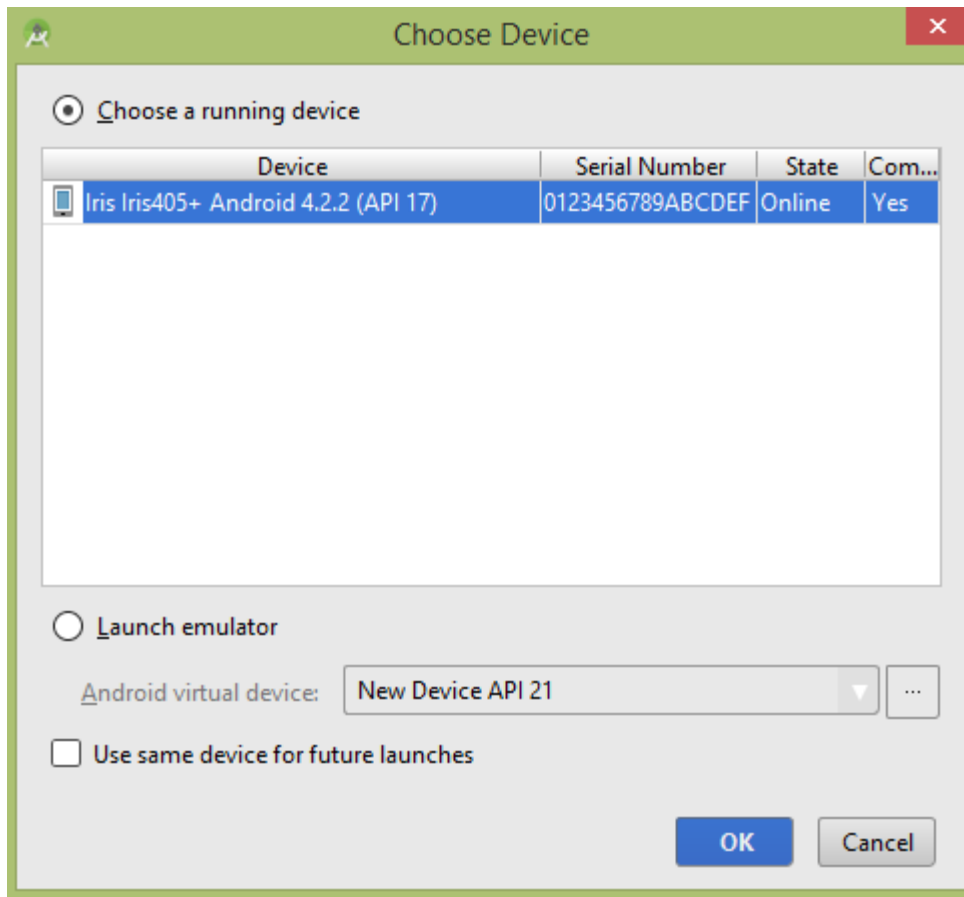 Choose Device
Choose a running device
Device Serial Number State Com...
Iris Iris405+ Android 4.2.2 (API 17) 0123456789ABCDEF Online Yes
Launch emulator
Android virtual device: New Device API 21 ...
Use same device for future launches
OK Cancel